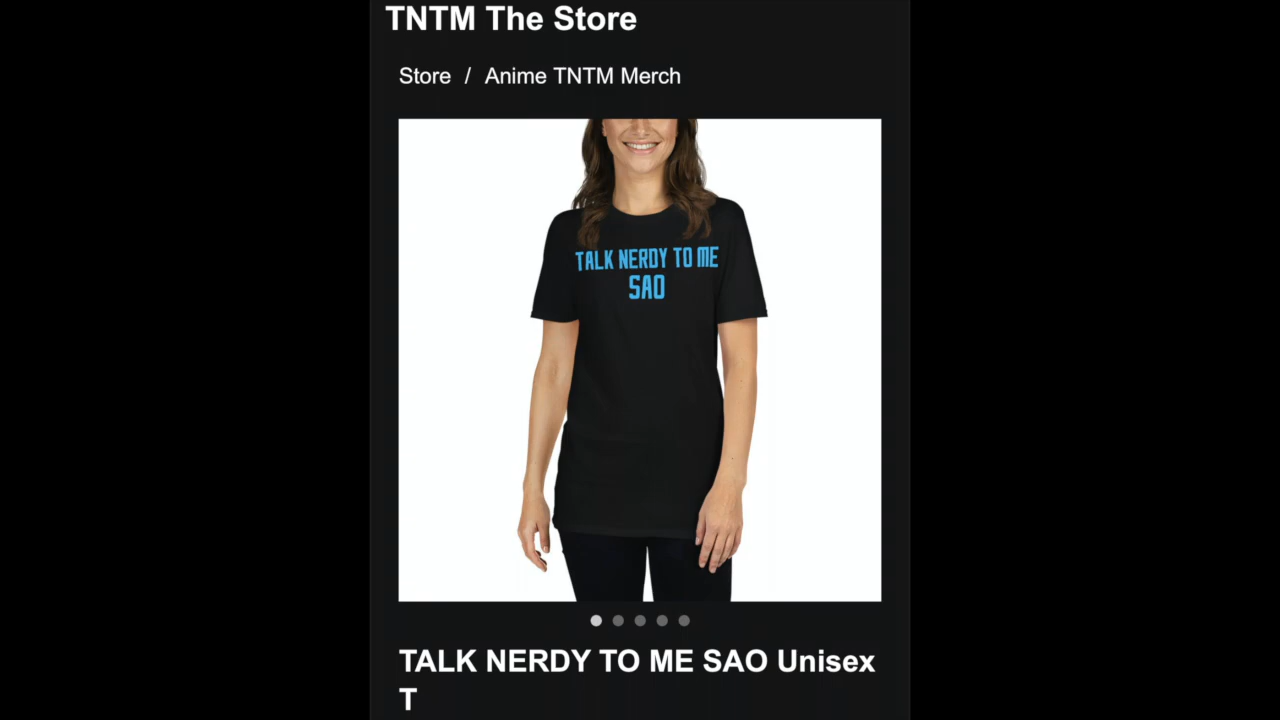 TNTM The Store
Store / Anime TNTM Merch
TALK NERDY TO ME
SAO
TALK NERDY TO ME SAO Unisex
T